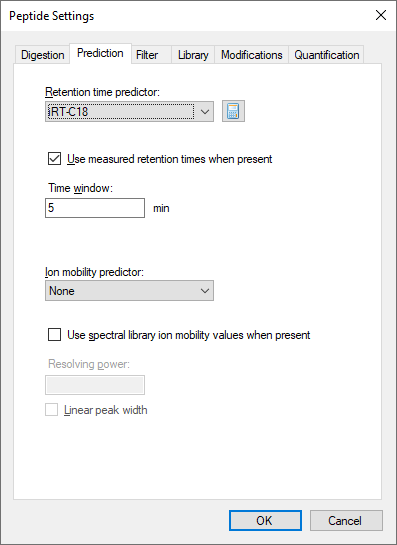 Peptide Settings
Digestion Prediction Filter Library Modifications Quantification
Retention time predictor:
iRT-C18
Use measured retention times when present
Time window:
5 min
Ion mobility predictor:
None
Use spectral library ion mobility values when present
Resolving power:
Linear peak width
OK Cancel